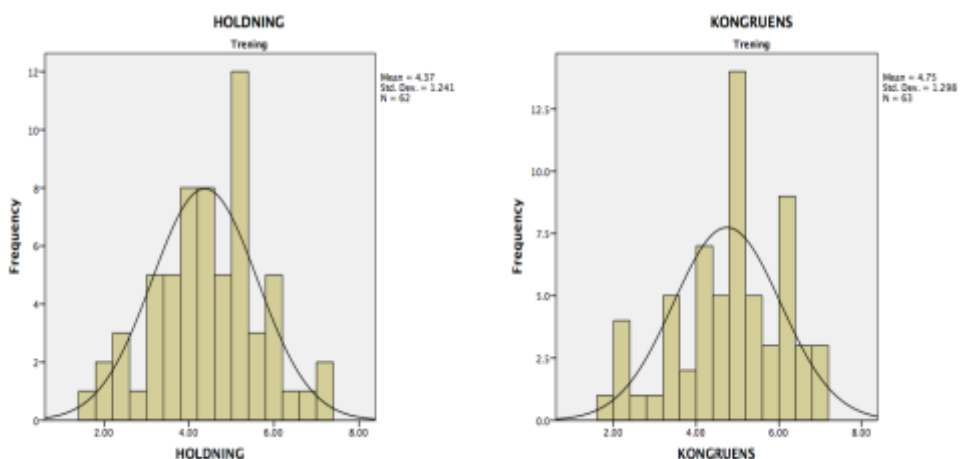 HOLDNING
Trening
Mean = 4.37
Std. Dev. = 1.241
N = 62
12
10
8
6
4
2
0
Frequency
2.00 4.00 6.00 8.00
HOLDNING
KONGRUENS
Trening
Mean = 4.75
Std. Dev. = 1.298
N = 63
12.5
10.0
7.5
5.0
2.5
0.0
Frequency
2.00 4.00 6.00 8.00
KONGRUENS